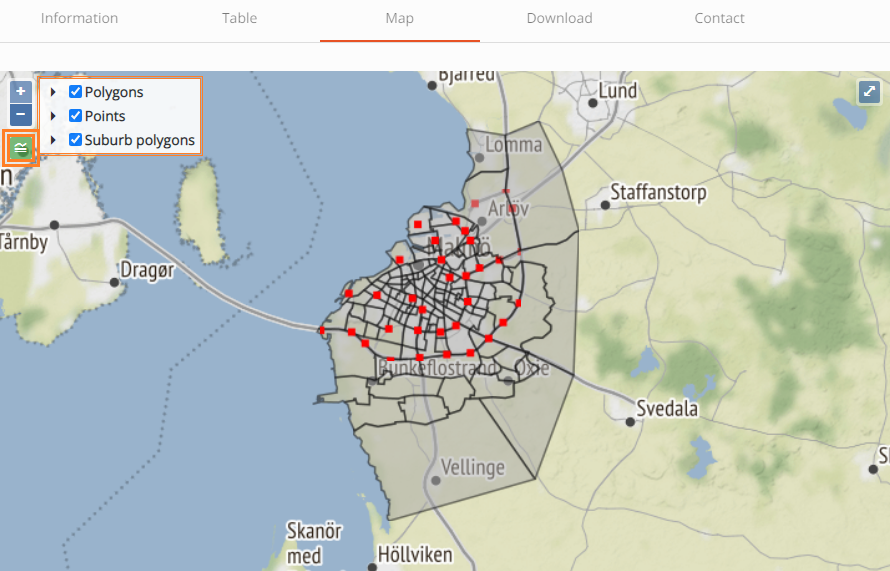 Information
Table
Map
Download
Contact
+
Polygons
−
Points
Suburb polygons
Bjärred
Lund
Lomma
n
Staffanstorp
Arlöv
Malmö
Tårnby
Dragør
Bunkeflostrand
Oxie
Svedala
Vellinge
Skanör
med
Höllviken